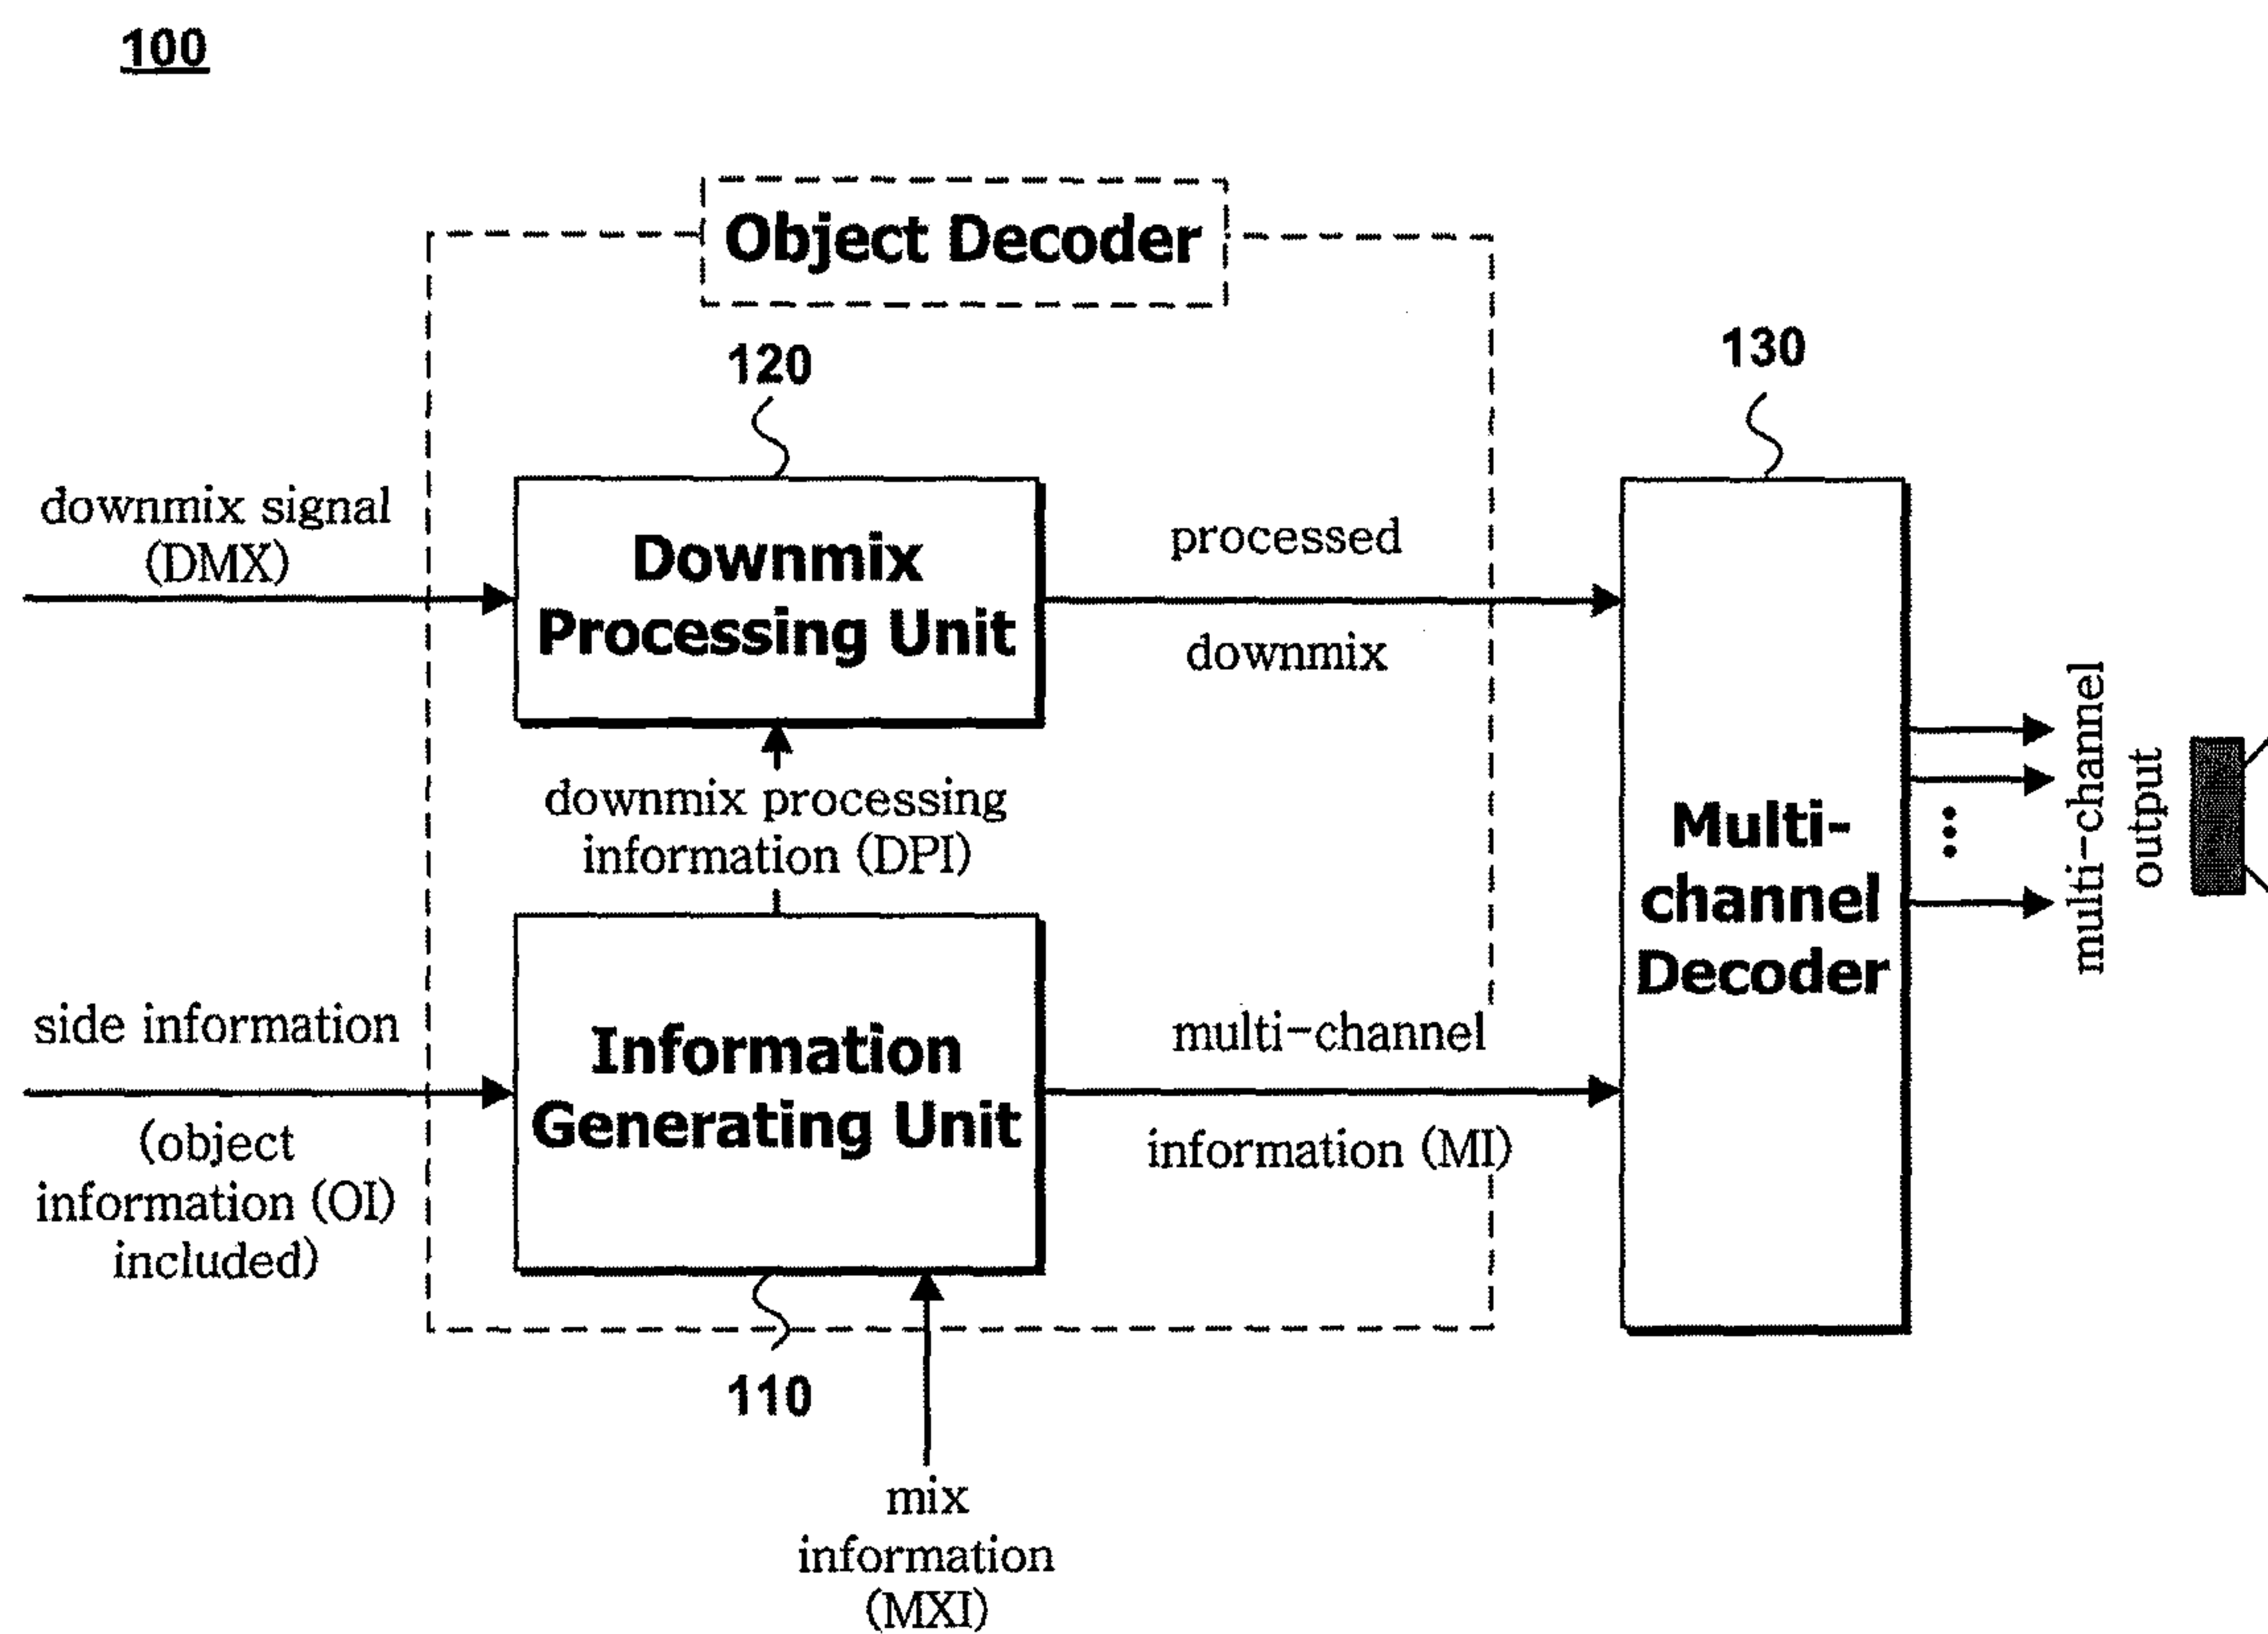 100
Object Decoder
120
130
downmix signal
(DMX)
Downmix
Processing Unit
processed
downmix
downmix processing
information (DPI)
Multi-
channel
Decoder
multi-channel
output
side information
(object
information (OI)
included)
Information
Generating Unit
multi-channel
information (MI)
110
mix
information
(MXI)